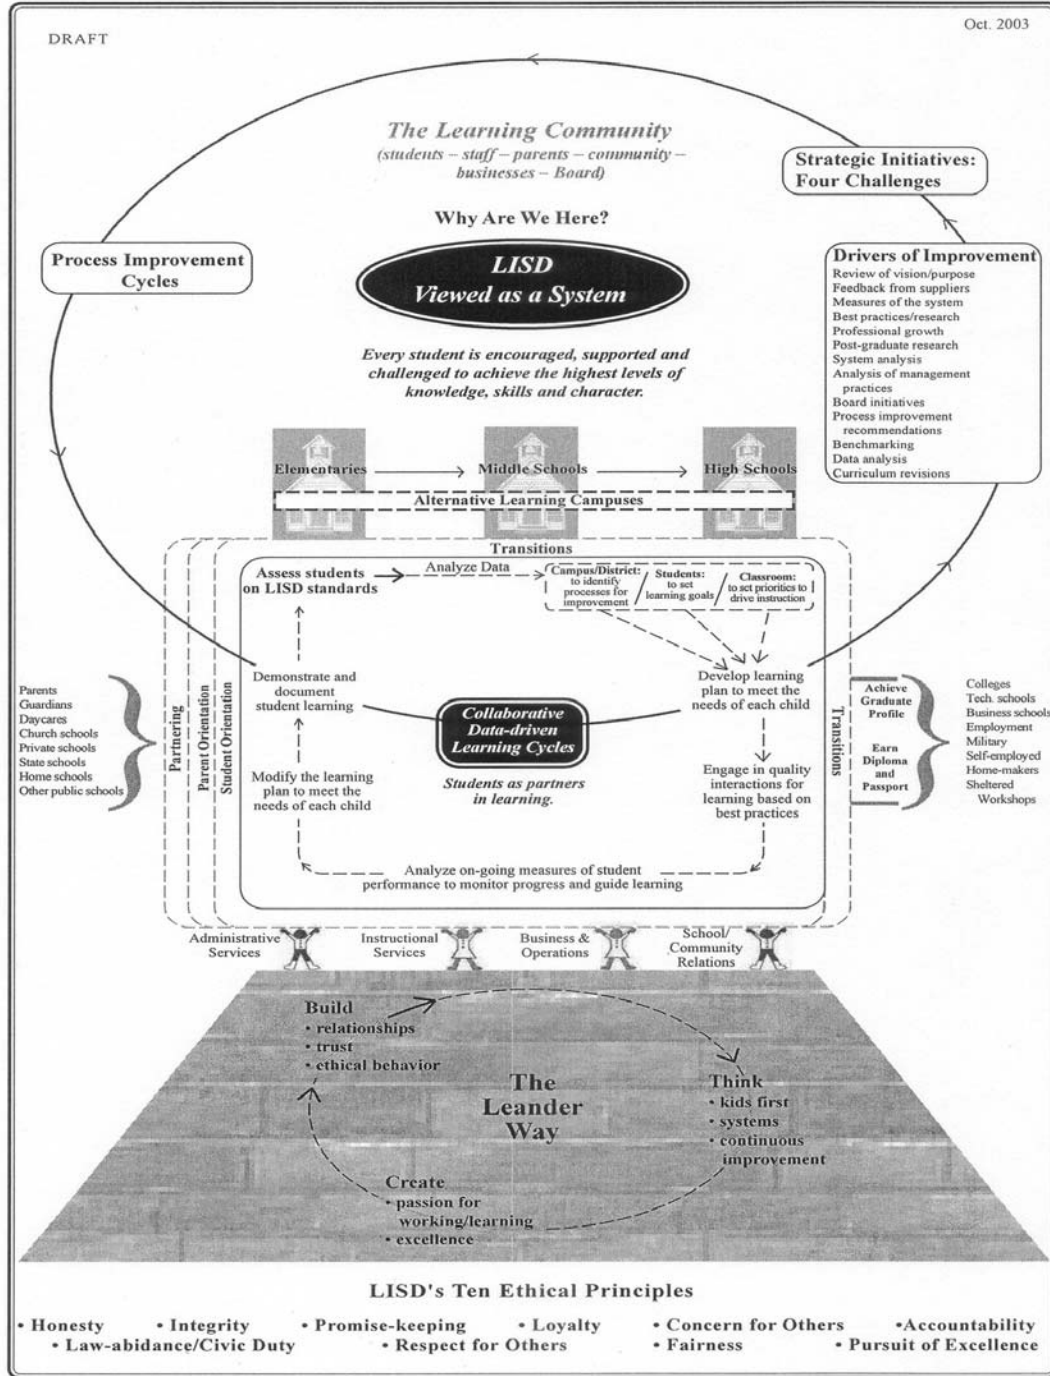 DRAFT
Oct. 2003
The Learning Community
(students – staff – parents – community –
businesses – Board)
Why Are We Here?
LISD
Viewed as a System
Every student is encouraged, supported and
challenged to achieve the highest levels of
knowledge, skills and character.
Process Improvement
Cycles
Strategic Initiatives:
Four Challenges
Drivers of Improvement
Review of vision/purpose
Feedback from suppliers
Measures of the system
Best practices/research
Professional growth
Post-graduate research
System analysis
Analysis of management
practices
Board initiatives
Process improvement
recommendations
Benchmarking
Data analysis
Curriculum revisions
Elementaries
Middle Schools
High Schools
Alternative Learning Campuses
Transitions
Assess students
on LISD standards
Analyze Data
Campus/District:
to identify
processes for
improvement
/
Students:
to set
learning goals
/
Classroom:
to set priorities to
drive instruction
Develop learning
plan to meet the
needs of each child
Engage in quality
interactions for
learning based on
best practices
Analyze on-going measures of student
performance to monitor progress and guide learning
Modify the learning
plan to meet the
needs of each child
Demonstrate and
document
student learning
Collaborative
Data-driven
Learning Cycles
Students as partners
in learning.
Parents
Guardians
Daycares
Church schools
Private schools
State schools
Home schools
Other public schools
Partnering
Parent Orientation
Student Orientation
Transitions
Achieve
Graduate
Profile
Earn
Diploma
and
Passport
Colleges
Tech. schools
Business schools
Employment
Military
Self-employed
Home-makers
Sheltered
Workshops
Administrative
Services
Instructional
Services
Business &
Operations
School/
Community
Relations
Build
• relationships
• trust
• ethical behavior
The
Leander
Way
Think
• kids first
• systems
• continuous
improvement
Create
• passion for
working/learning
• excellence
LISD's Ten Ethical Principles
• Honesty • Integrity • Promise-keeping • Loyalty • Concern for Others •Accountability
• Law-abidance/Civic Duty • Respect for Others • Fairness • Pursuit of Excellence